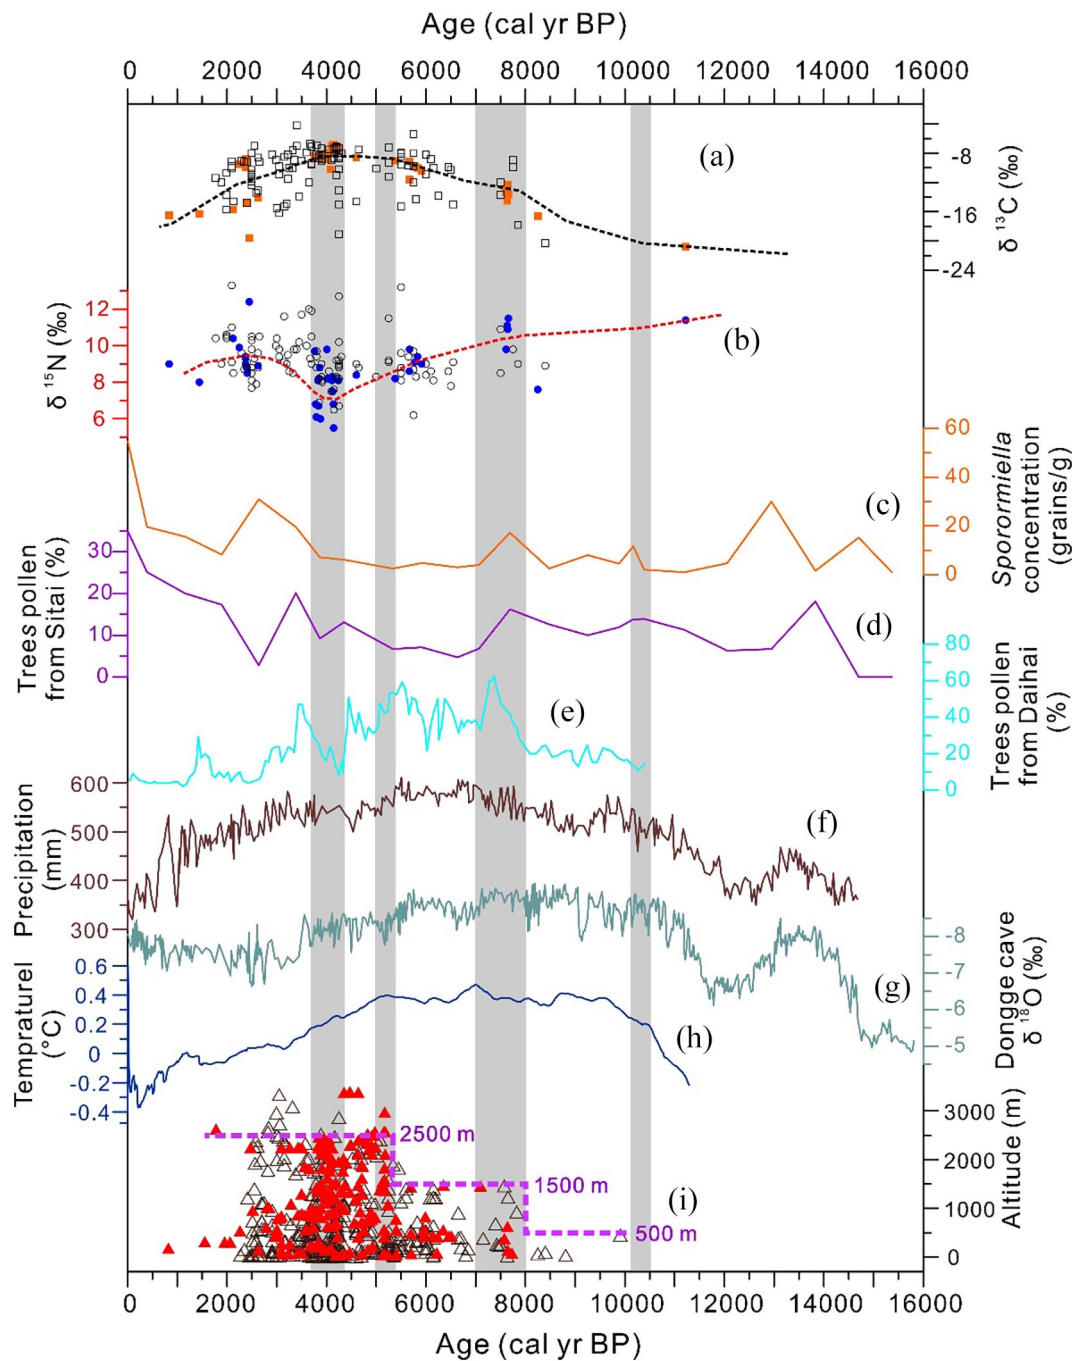 Age (cal yr BP)
0 2000 4000 6000 8000 10000 12000 14000 16000
(a)
-8
-16
-24
δ 13C (‰)
12
10
8
6
δ 15N (‰)
(b)
60
40
20
0
Sporormiella
concentration
(grains/g)
(c)
30
20
10
0
Trees pollen
from Sitai (%)
(d)
80
60
40
20
0
Trees pollen
from Daihai
(%)
(e)
600
500
400
300
Precipitation
(mm)
(f)
-8
-7
-6
-5
Dongge cave
δ 18O (‰)
(g)
0.6
0.4
0.2
0
-0.2
-0.4
Tempraturel
(°C)
(h)
3000
2000
1000
0
Altitude (m)
2500 m
1500 m
500 m
(i)
0 2000 4000 6000 8000 10000 12000 14000 16000
Age (cal yr BP)